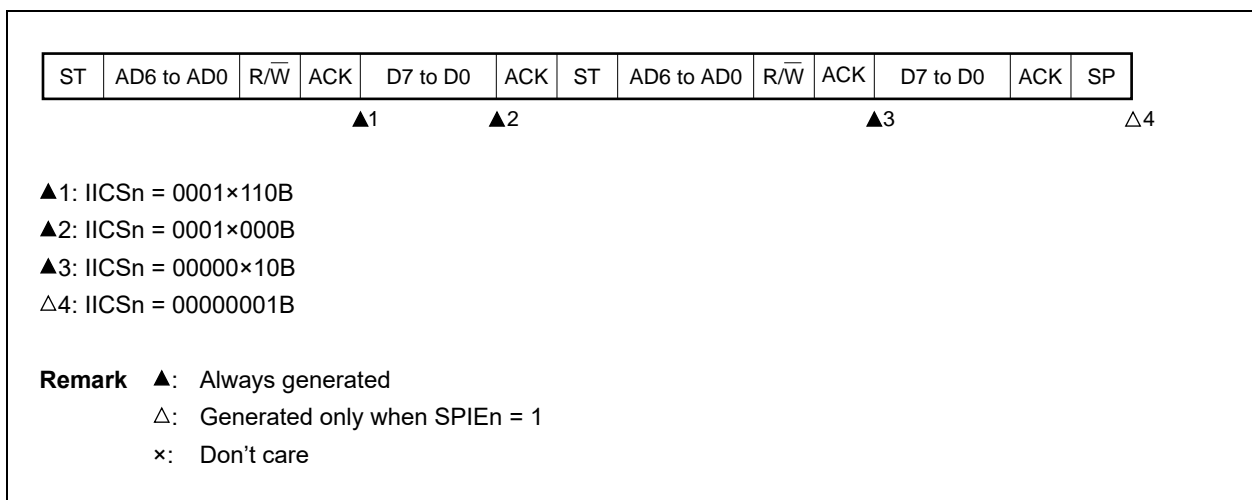 ST AD6 to AD0 R/W̅ ACK D7 to D0 ACK ST AD6 to AD0 R/W̅ ACK D7 to D0 ACK SP
▲1 ▲2 ▲3 △4
▲1: IICSn = 0001×110B
▲2: IICSn = 0001×000B
▲3: IICSn = 00000×10B
△4: IICSn = 00000001B
Remark ▲: Always generated
△: Generated only when SPIEn = 1
×: Don't care